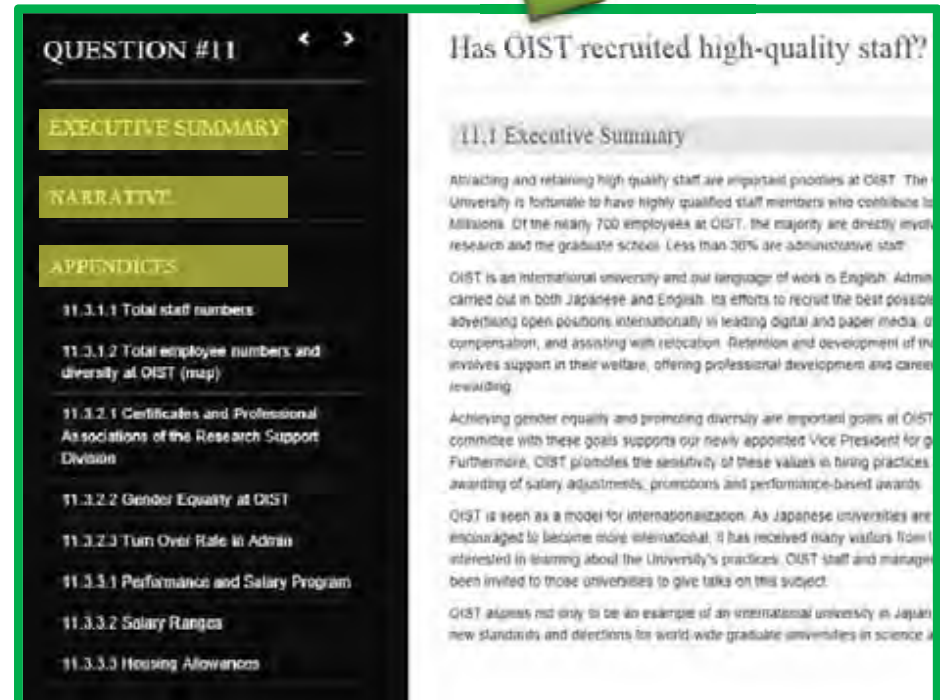 QUESTION #11
EXECUTIVE SUMMARY
NARRATIVE
APPENDICES
11.3.1.1 Total staff numbers
11.3.1.2 Total employee numbers and
diversity at OIST (map)
11.3.2.1 Certificates and Professional
Associations of the Research Support
Division
11.3.2.2 Gender Equality at OIST
11.3.2.3 Turn Over Rate in Admin
11.3.3.1 Performance and Salary Program
11.3.3.2 Salary Ranges
11.3.3.3 Housing Allowances
Has OIST recruited high-quality staff?
11.1 Executive Summary
Attracting and retaining high quality staff are important priorities at OIST. The
University is fortunate to have highly qualified staff members who contribute to
Millions. Of the nearly 700 employees at OIST, the majority are directly
research and the graduate school. Less than 30% are administrative staff.
OIST is an international university and our language of work is English.
carried out in both Japanese and English. Its efforts to recruit the best possible
advertising open positions internationally in leading digital and paper media,
compensation, and assisting with relocation. Retention and development of
involves support in their welfare, offering professional development and career
rewarding.
Achieving gender equality and promoting diversity are important goals at OIST
committee with these goals supports our newly appointed Vice President for
Furthermore, OIST promotes the sensitivity of these values in hiring practices
awarding of salary adjustments, promotions and performance-based awards.
OIST is seen as a model for internationalization. As Japanese universities are
encouraged to become more international, it has received many visitors from
interested in learning about the University's practices. OIST staff and
been invited to those universities to give talks on this subject.
OIST aspires not only to be an example of an international university in Japan
new standards and directions for world wide graduate universities in science